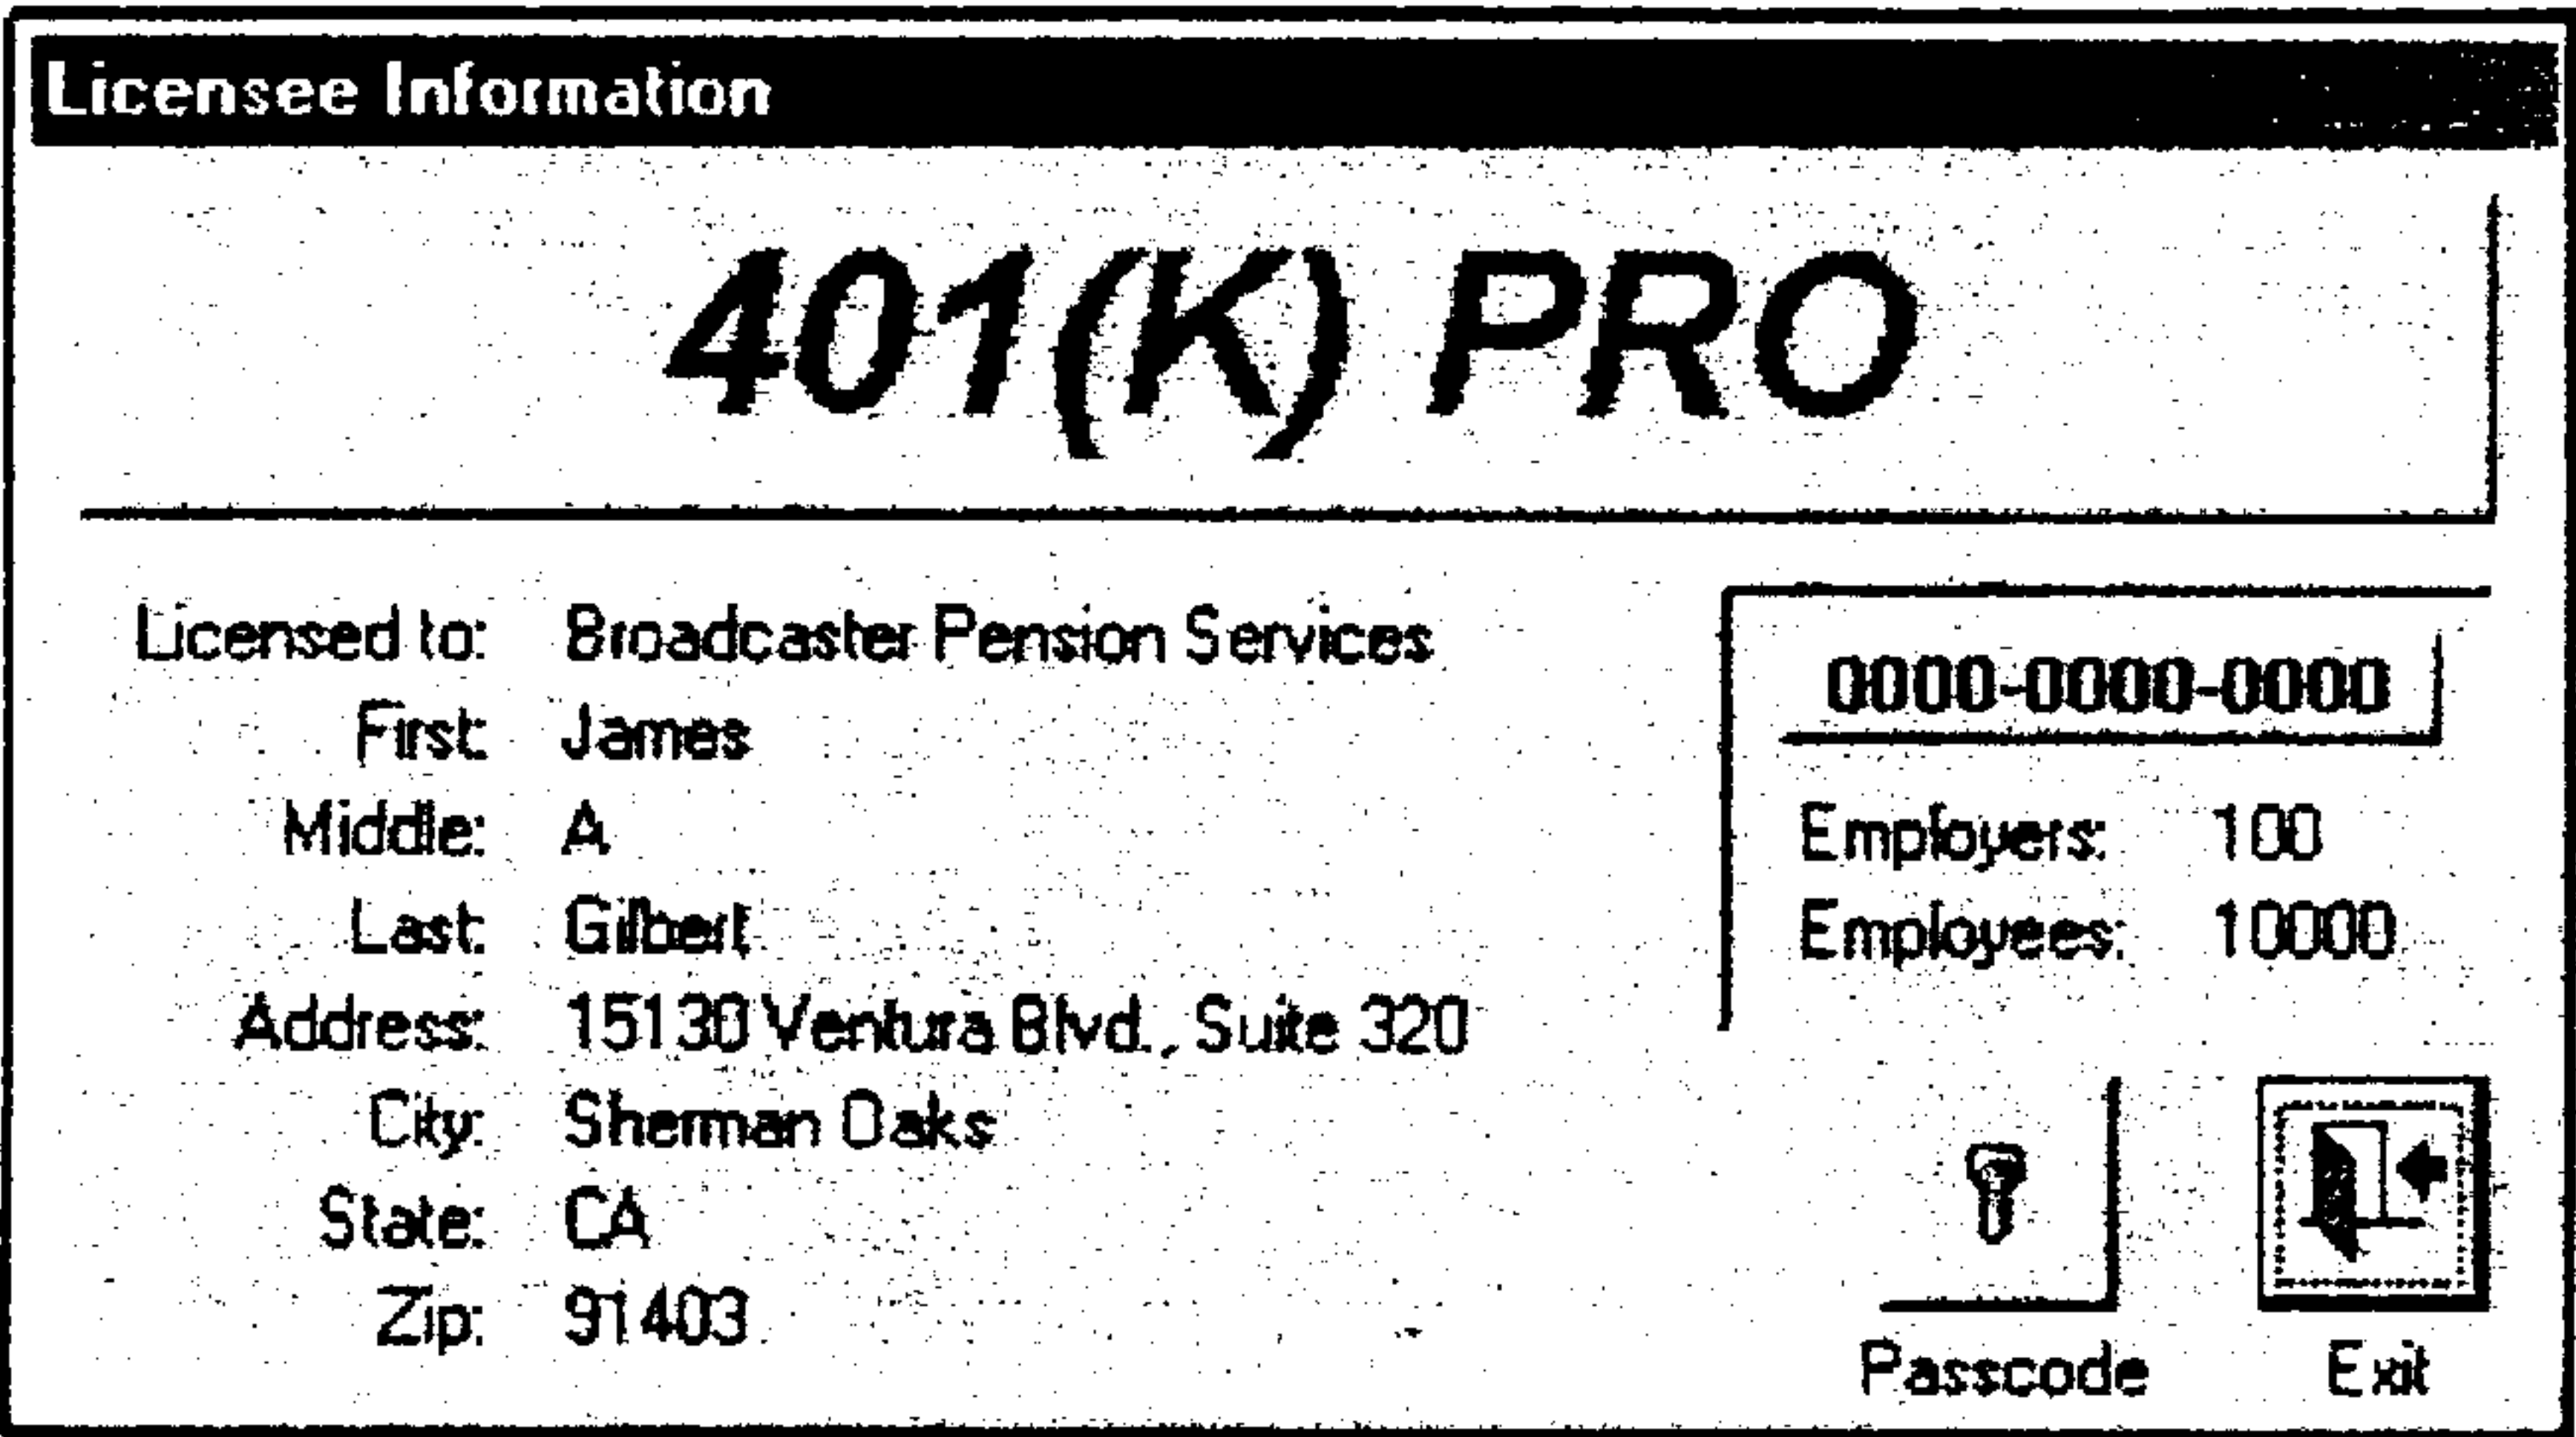 Licensee Information
401(K) PRO
Licensed to: Broadcaster Pension Services
First: James
Middle: A
Last: Gilbert
Address: 15130 Ventura Blvd., Suite 320
City: Sherman Oaks
State: CA
Zip: 91403
0000-0000-0000
Employers: 100
Employees: 10000
Passcode
Exit